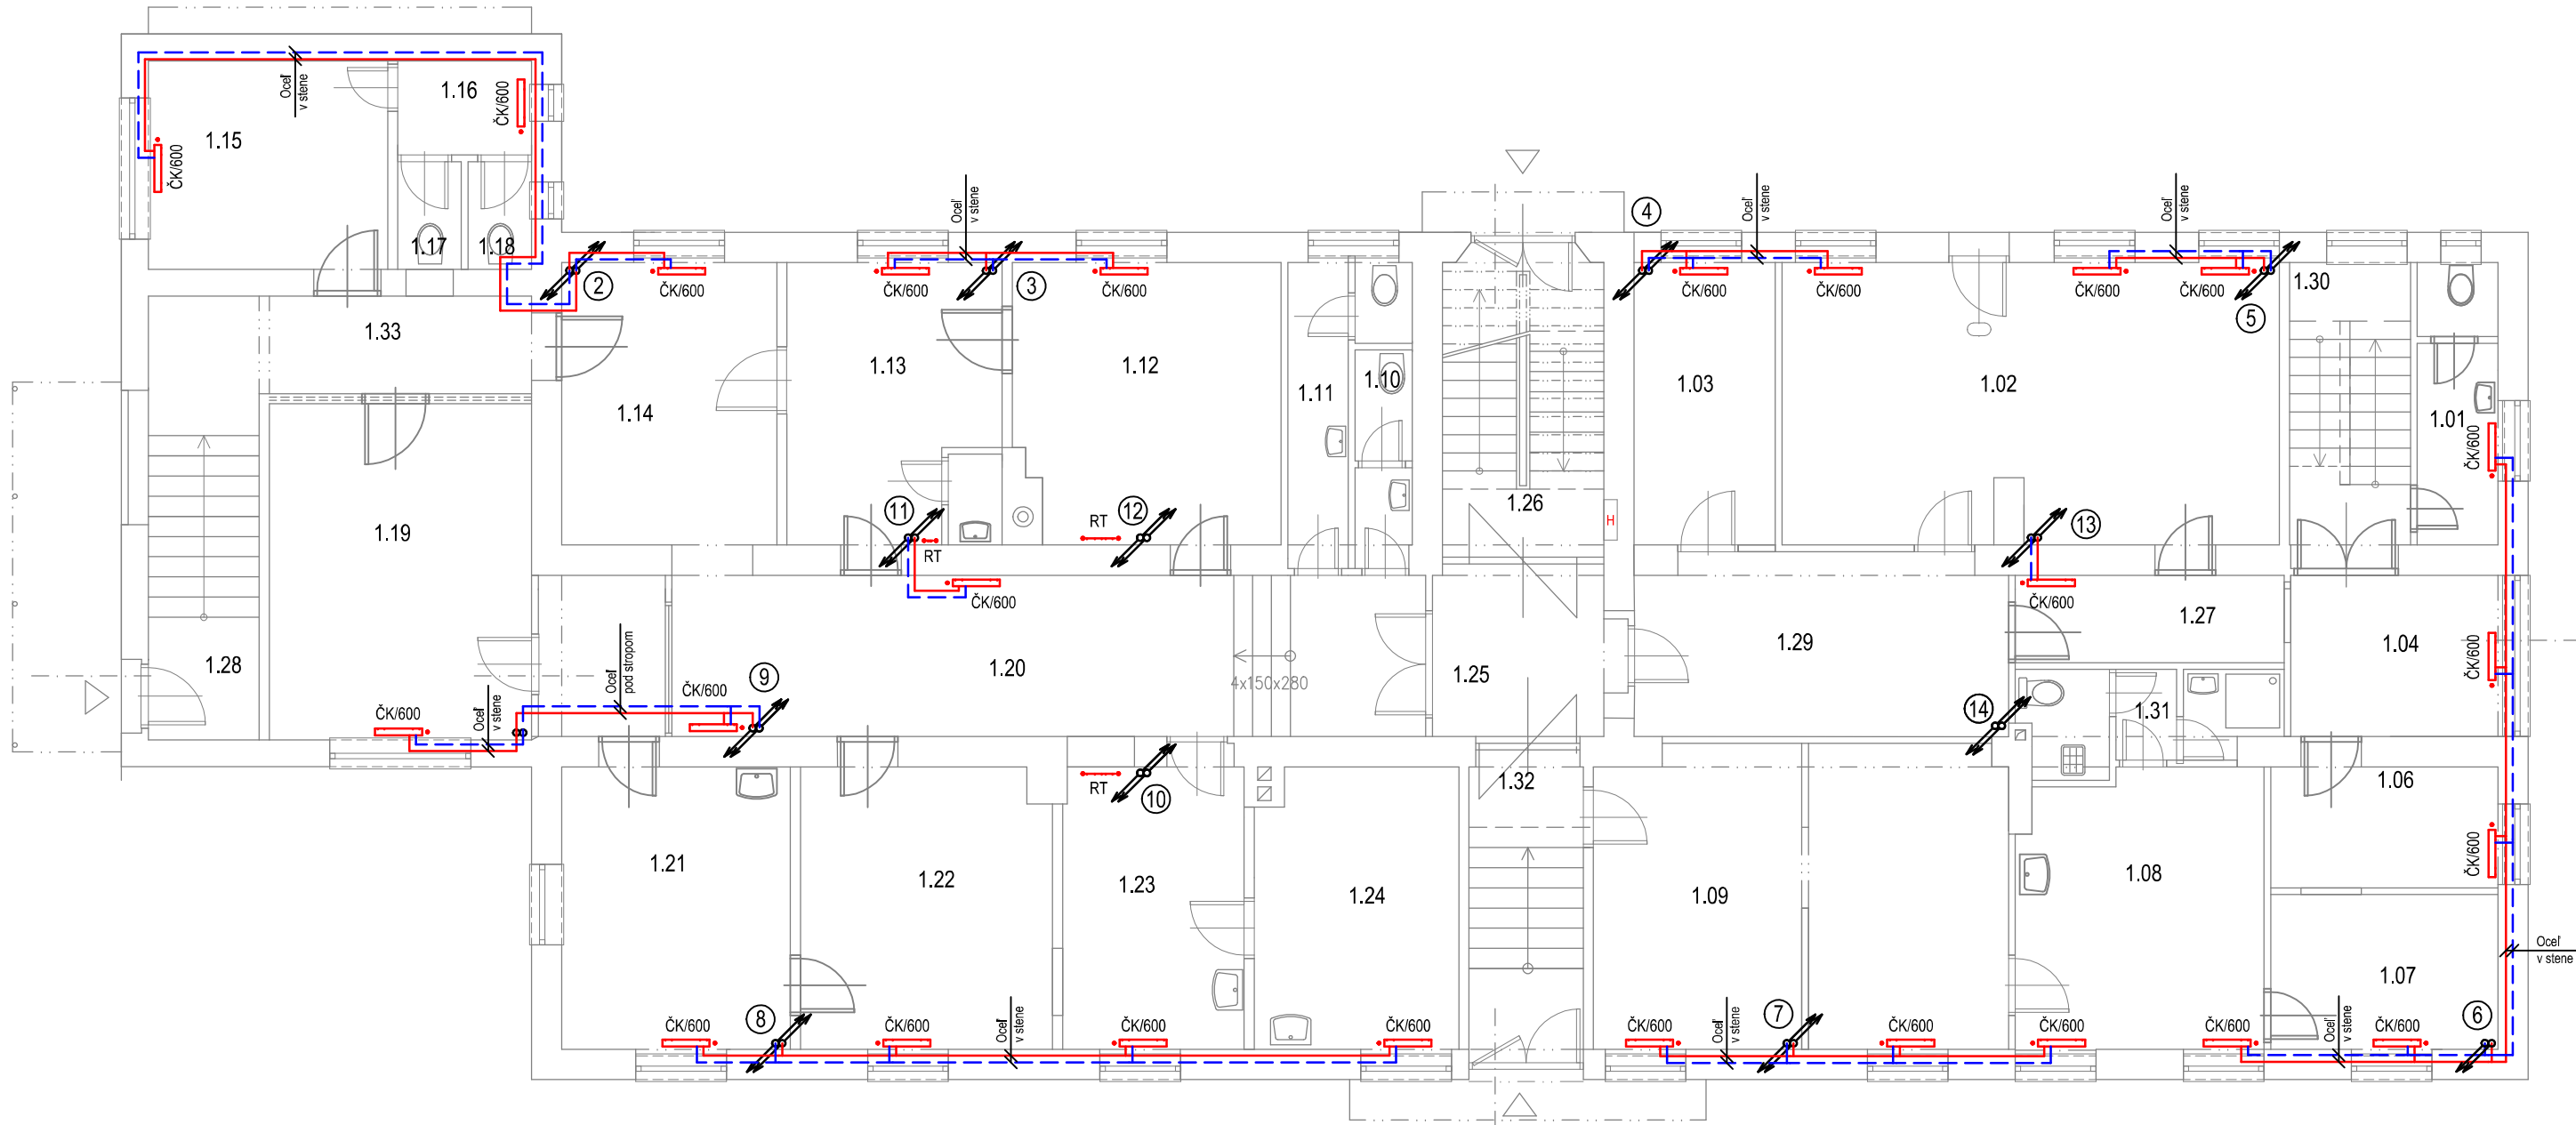 Oceľ
v stene
1.16
ČK/600
1.15
ČK/600
1.17
1.18
Oceľ
v stene
4
Oceľ
v stene
Oceľ
v stene
2
ČK/600
ČK/600
3
ČK/600
ČK/600
ČK/600
ČK/600
ČK/600
1.30
5
1.33
1.14
1.13
1.12
1.11
1.10
1.03
1.02
1.01
ČK/600
1.26
H
11
RT
12
RT
13
1.19
ČK/600
ČK/600
1.27
1.28
Oceľ
pod stropom
1.20
1.25
1.29
1.04
ČK/600
4x150x280
9
ČK/600
ČK/600
Oceľ
v stene
14
1.31
RT
10
1.32
1.06
1.21
1.22
1.23
1.24
1.09
1.08
ČK/600
1.07
Oceľ
v stene
ČK/600
8
ČK/600
Oceľ
v stene
ČK/600
ČK/600
ČK/600
Oceľ
v stene
7
ČK/600
ČK/600
ČK/600
Oceľ
v stene
ČK/600
6